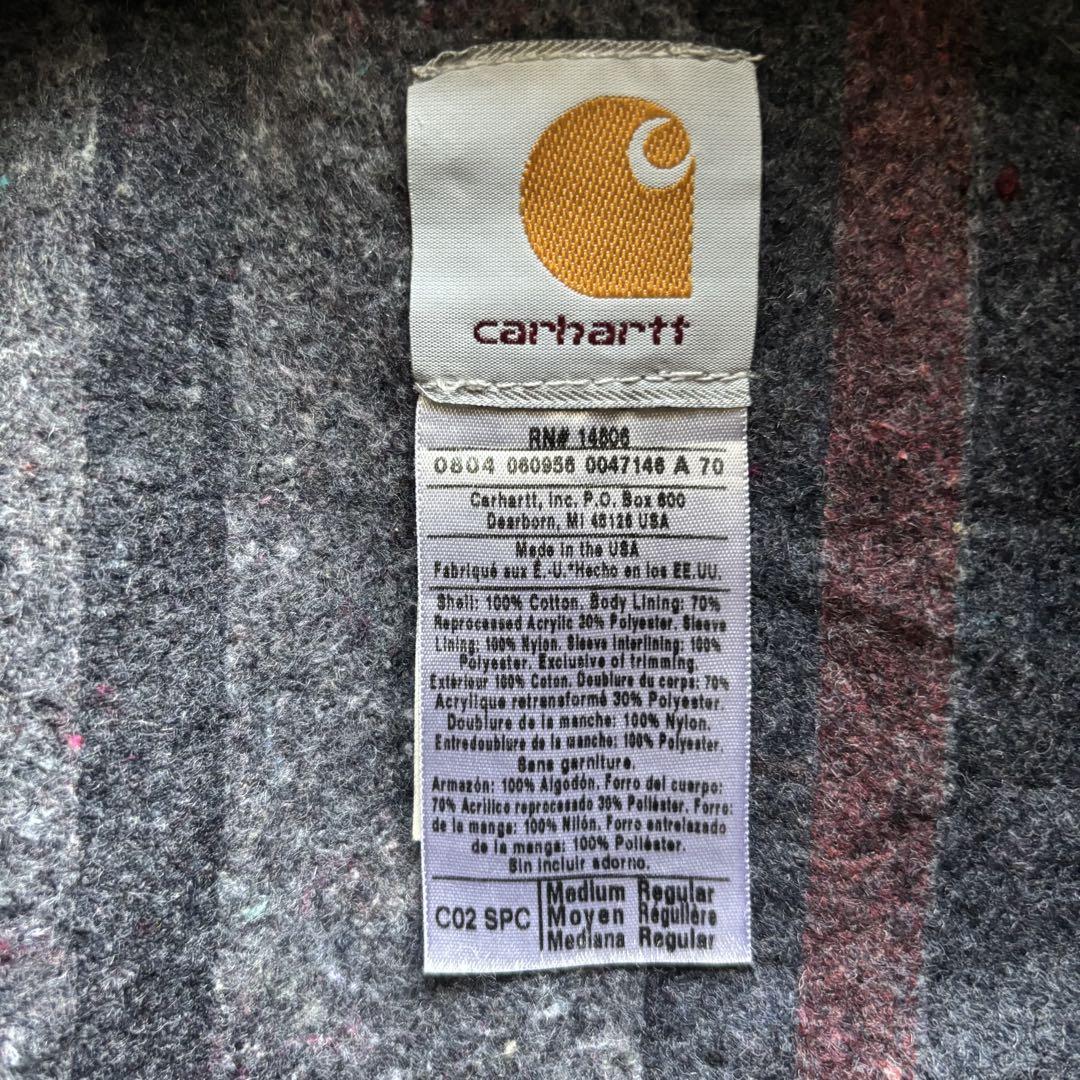 carhartt
RN# 14806
0804 060956 0047146 A 70
Carhartt, Inc. P.O. Box 600
Dearborn, MI 48126 USA
Made in the USA
Fabriqué aux É.-U.*Hecho en los EE.UU.
Shell: 100% Cotton. Body Lining: 70%
Reprocessed Acrylic 30% Polyester. Sleeve
Lining: 100% Nylon. Sleeve Interlining: 100%
Polyester. Exclusive of trimming.
Extérieur 100% Coton. Doublure du corps: 70%
Acrylique retransformé 30% Polyester.
Doublure de la manche: 100% Nylon.
Entredoublure de la manche: 100% Polyester.
Sans garniture.
Armazón: 100% Algodón. Forro del cuerpo:
70% Acrílico reprocesado 30% Poliéster. Forro
de la manga: 100% Nilón. Forro entrelazado
de la manga: 100% Poliéster.
Sin incluir adorno.
C02 SPC
Medium Regular
Moyen Régulière
Mediana Regular